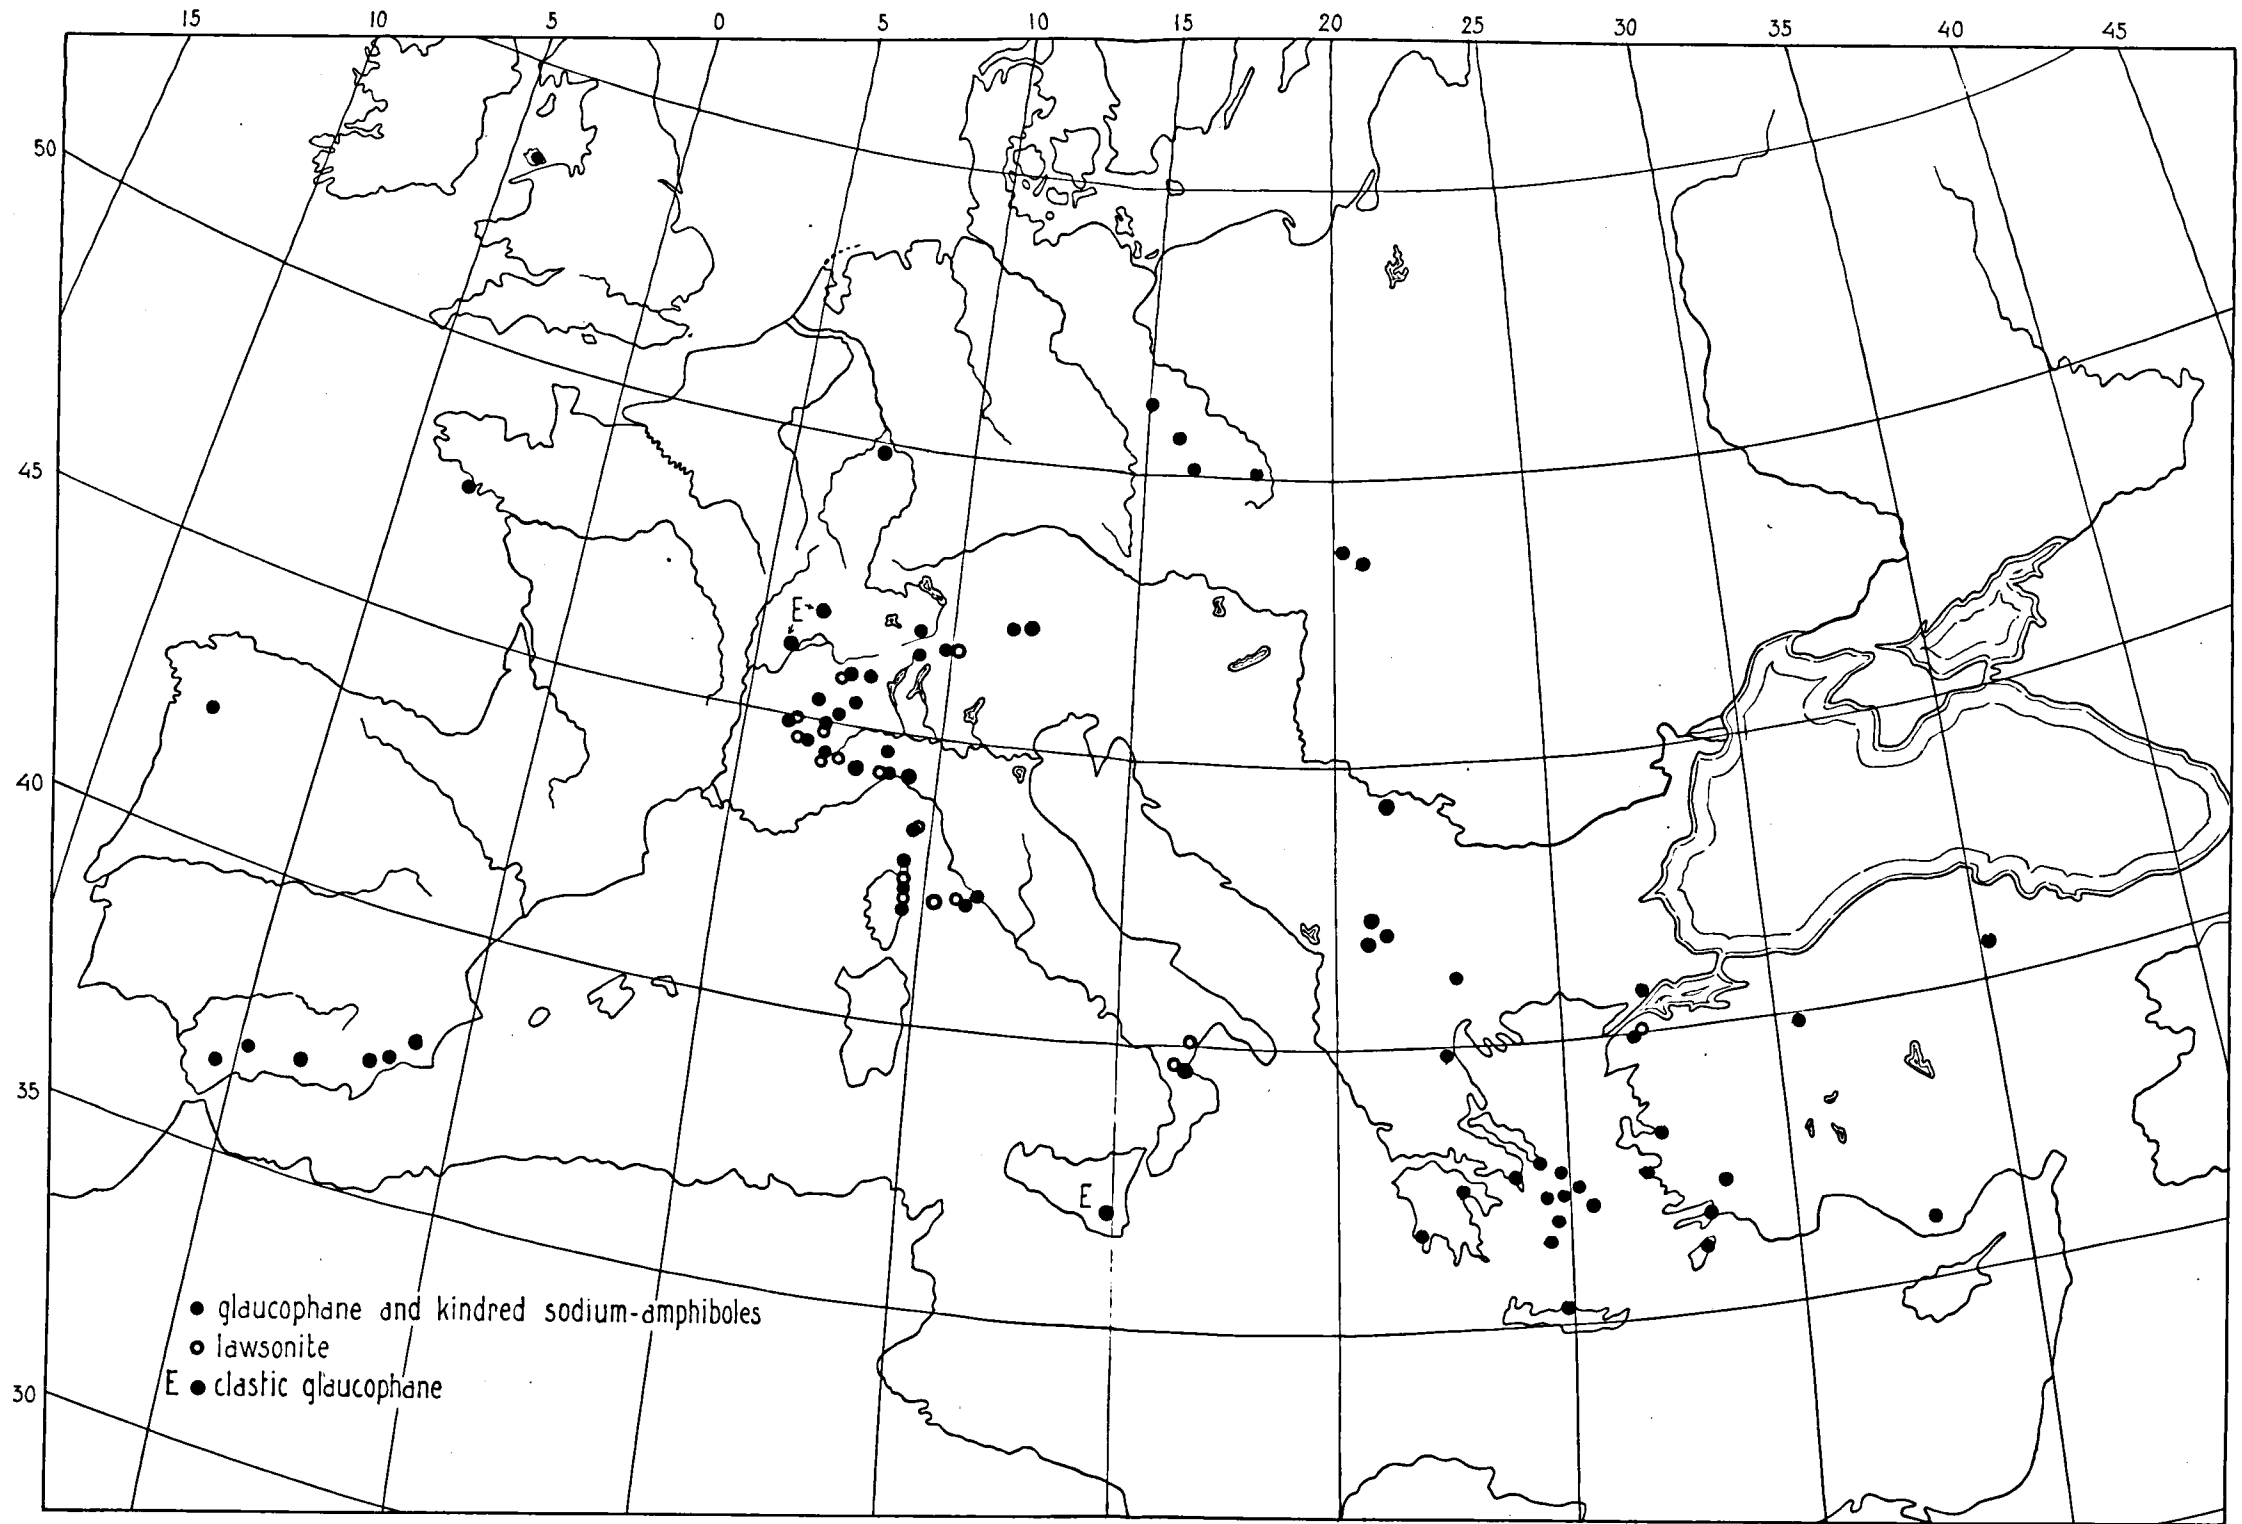 15 10 5 0 5 10 15 20 25 30 35 40 45
50
45
E
40
35
E
● glaucophane and kindred sodium-amphiboles
lawsonite
30
E ● clastic glaucophane